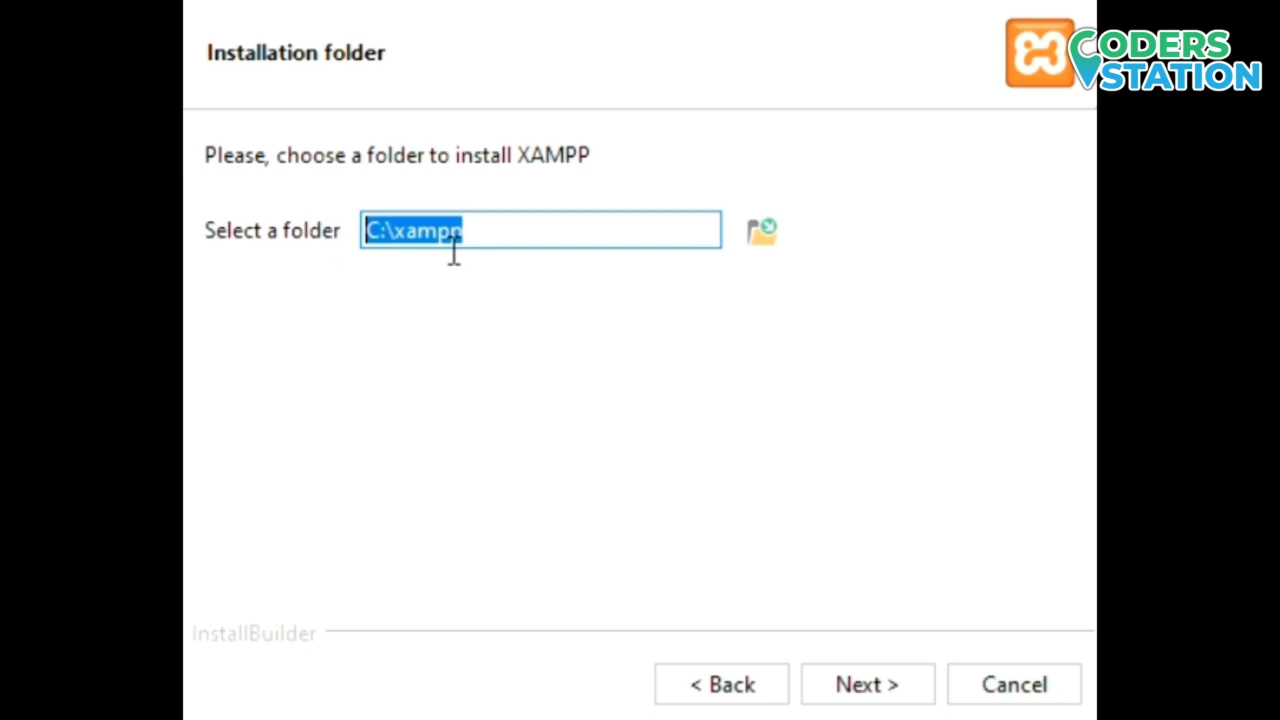 Installation folder
CODERS
STATION
Please, choose a folder to install XAMPP
Select a folder
C:\xampp
InstallBuilder
< Back
Next >
Cancel